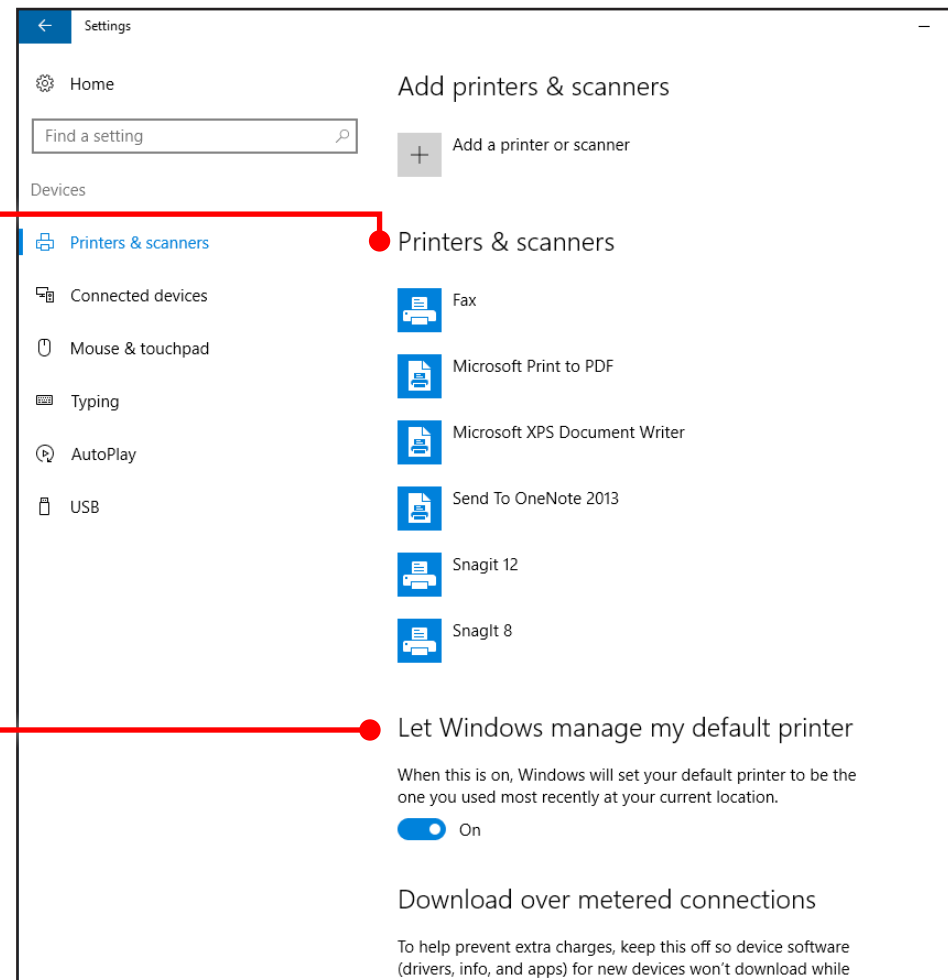 Settings
Home
Find a setting
Devices
Printers & scanners
Connected devices
Mouse & touchpad
Typing
AutoPlay
USB
Add printers & scanners
Add a printer or scanner
Printers & scanners
Fax
Microsoft Print to PDF
Microsoft XPS Document Writer
Send To OneNote 2013
Snagit 12
SnagIt 8
Let Windows manage my default printer
When this is on, Windows will set your default printer to be the
one you used most recently at your current location.
On
Download over metered connections
To help prevent extra charges, keep this off so device software
(drivers, info, and apps) for new devices won't download while